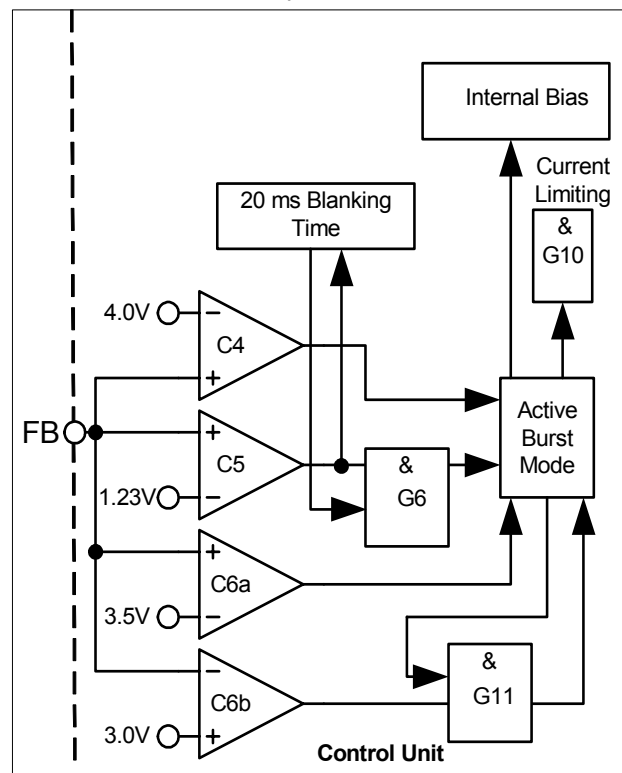 Internal Bias
Current
Limiting
20 ms Blanking
Time
&
G10
4.0V
−
C4
+
FB
+
C5
−
1.23V
&
G6
Active
Burst
Mode
+
C6a
−
3.5V
−
C6b
+
3.0V
&
G11
Control Unit